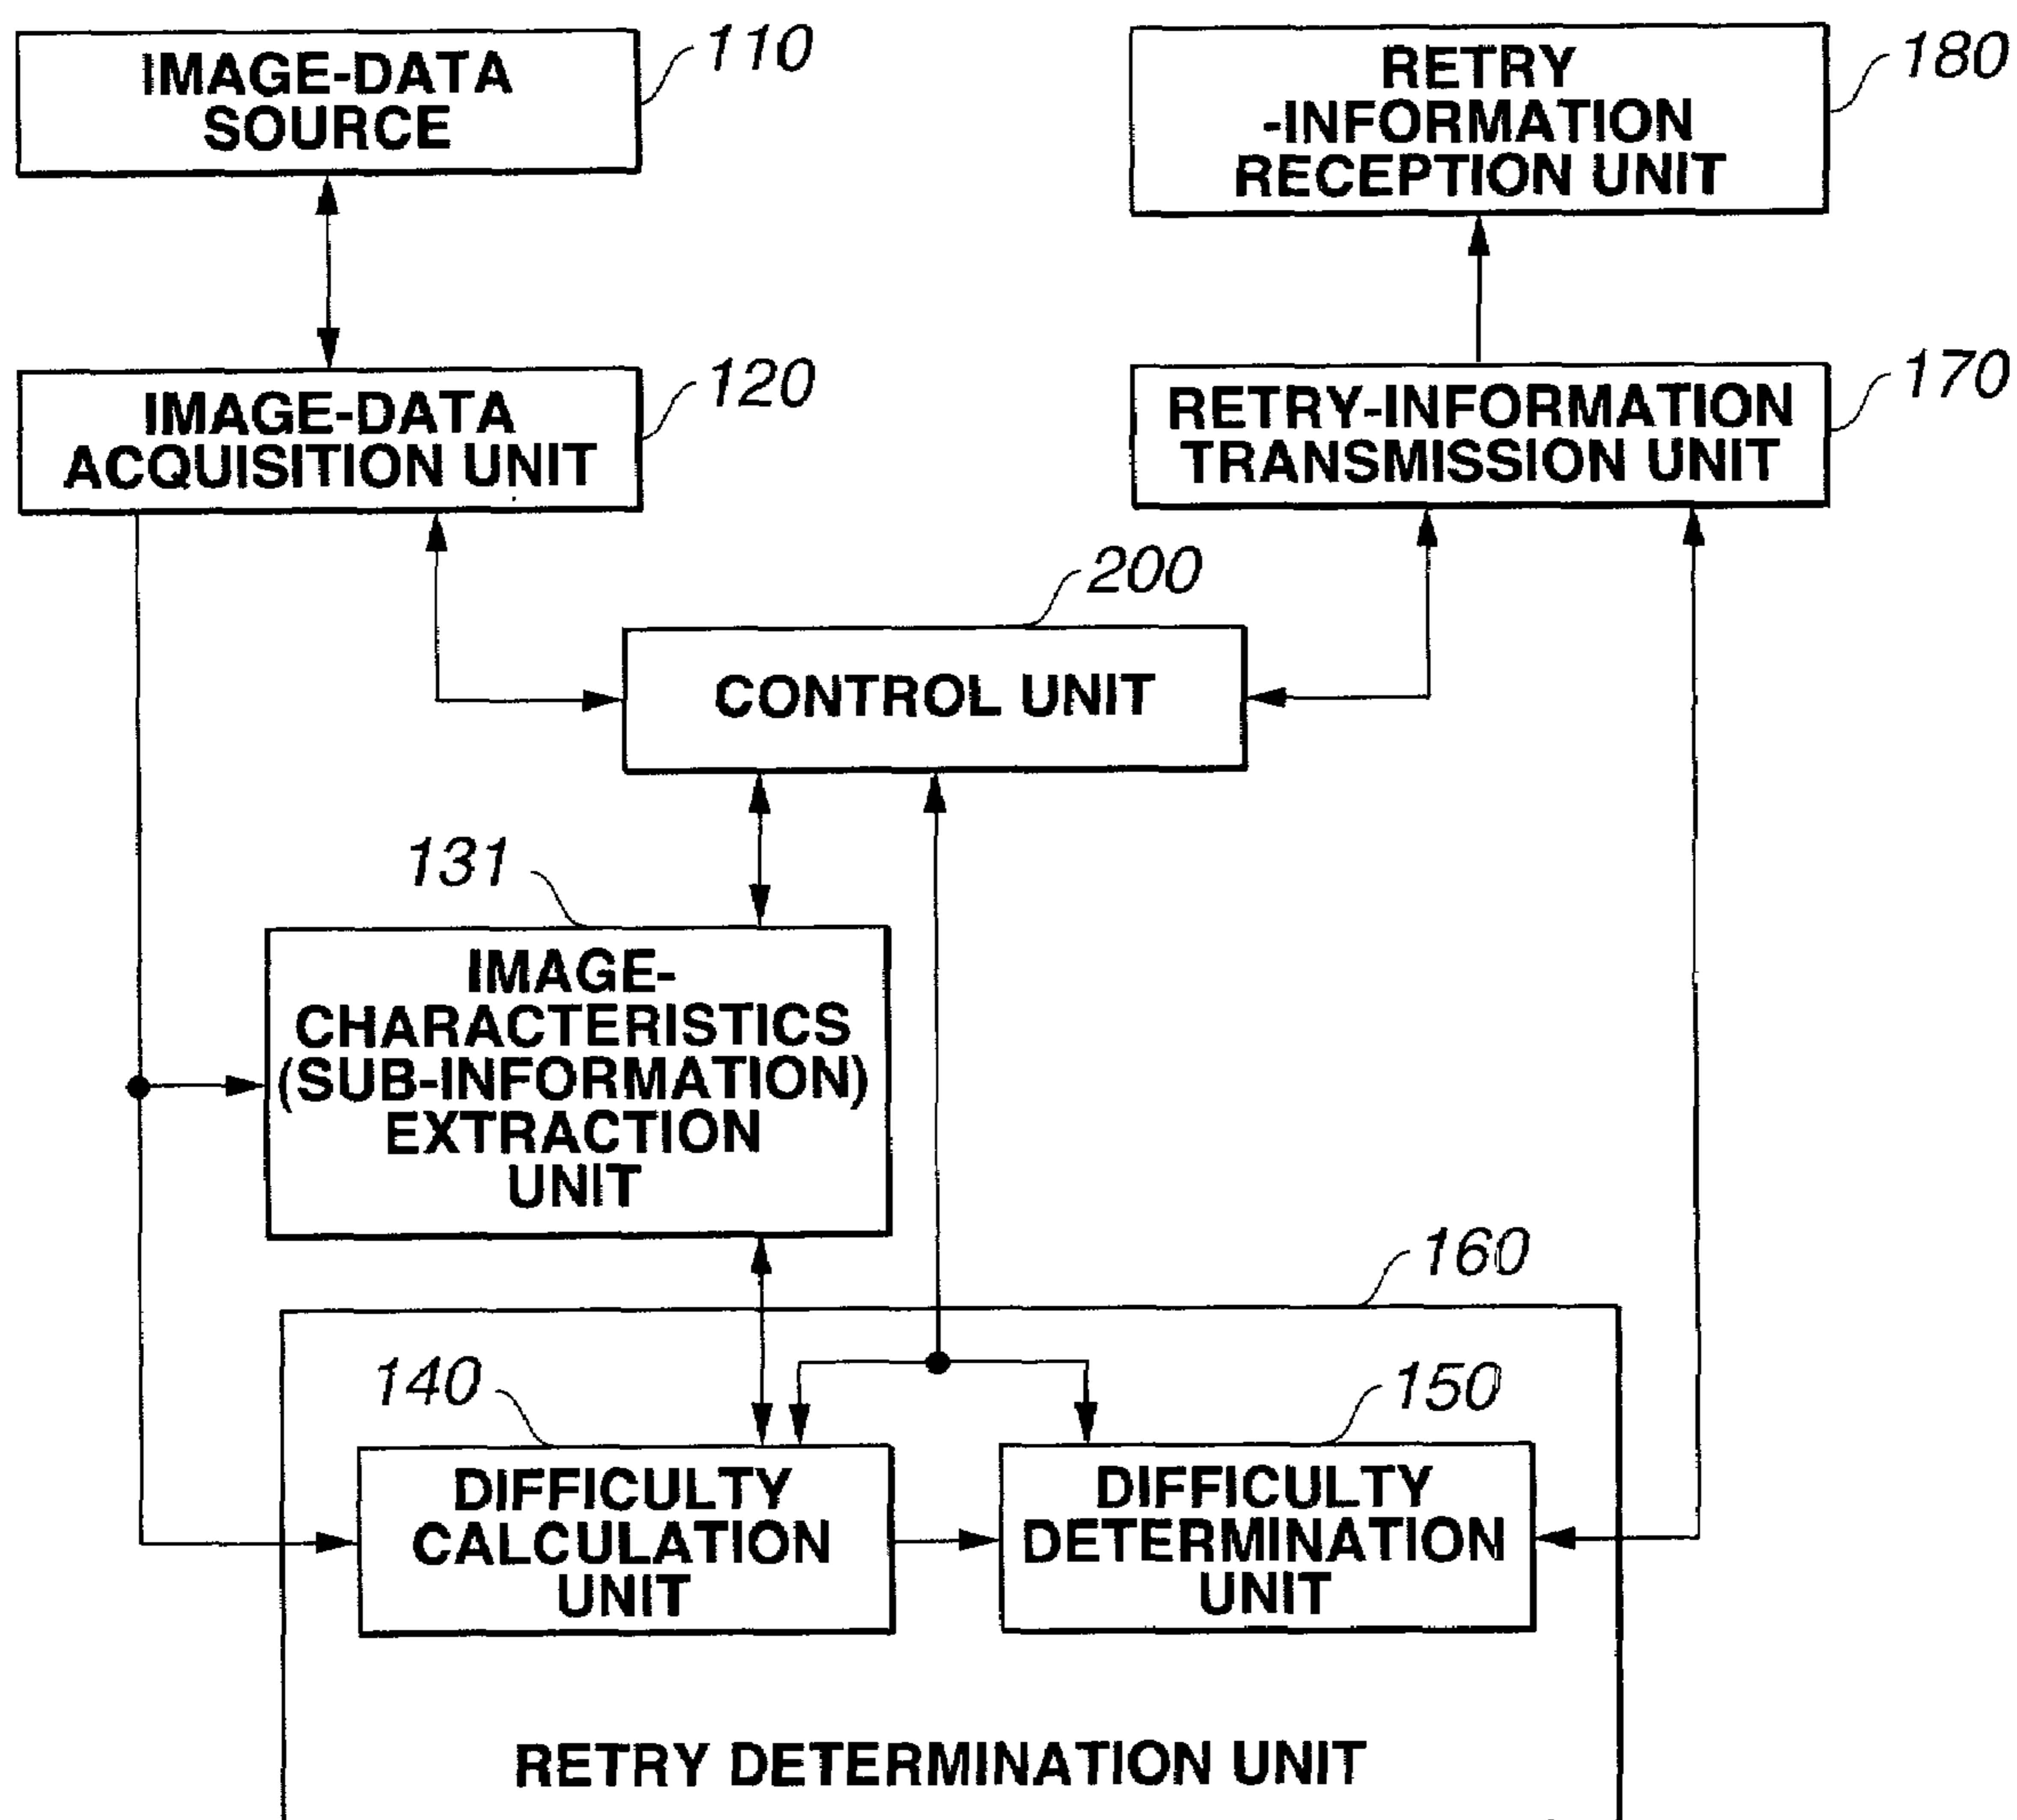 IMAGE-DATA
SOURCE
110
RETRY
-INFORMATION
RECEPTION UNIT
180
IMAGE-DATA
ACQUISITION UNIT
120
RETRY-INFORMATION
TRANSMISSION UNIT
170
200
CONTROL UNIT
131
IMAGE-
CHARACTERISTICS
(SUB-INFORMATION)
EXTRACTION
UNIT
160
140
150
DIFFICULTY
CALCULATION
UNIT
DIFFICULTY
DETERMINATION
UNIT
RETRY DETERMINATION UNIT